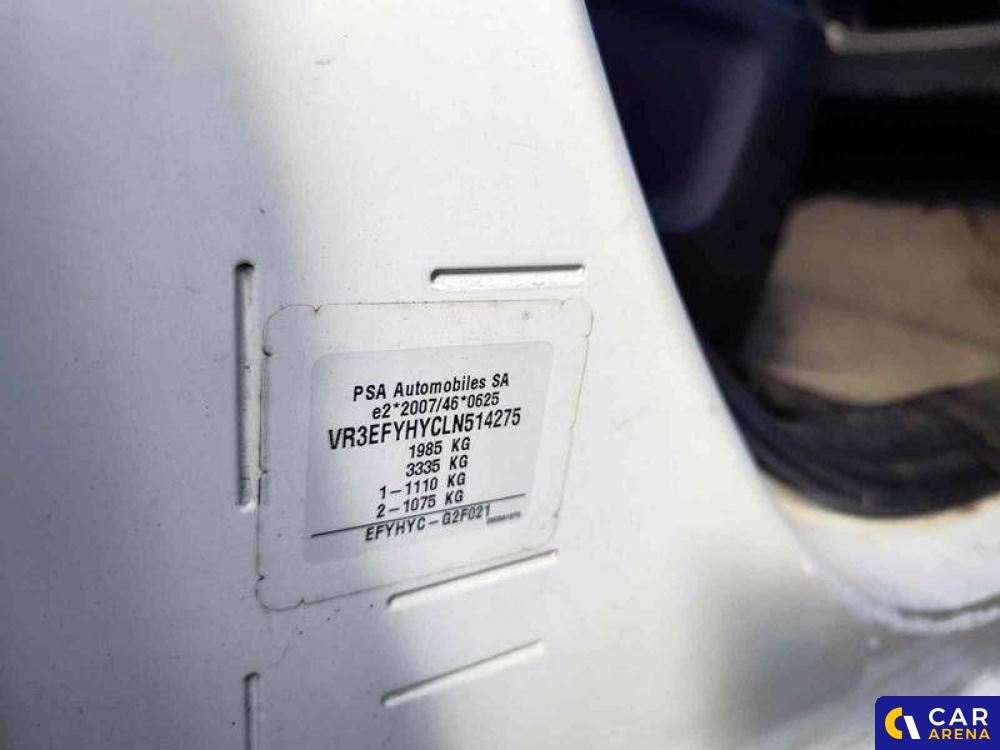 PSA Automobiles SA
e2*2007/46*0625
VR3EFYHYCLN514275
1985 KG
3335 KG
1-1110 KG
2-1075 KG
EFYHYC-G2F021
CAR
ARENA